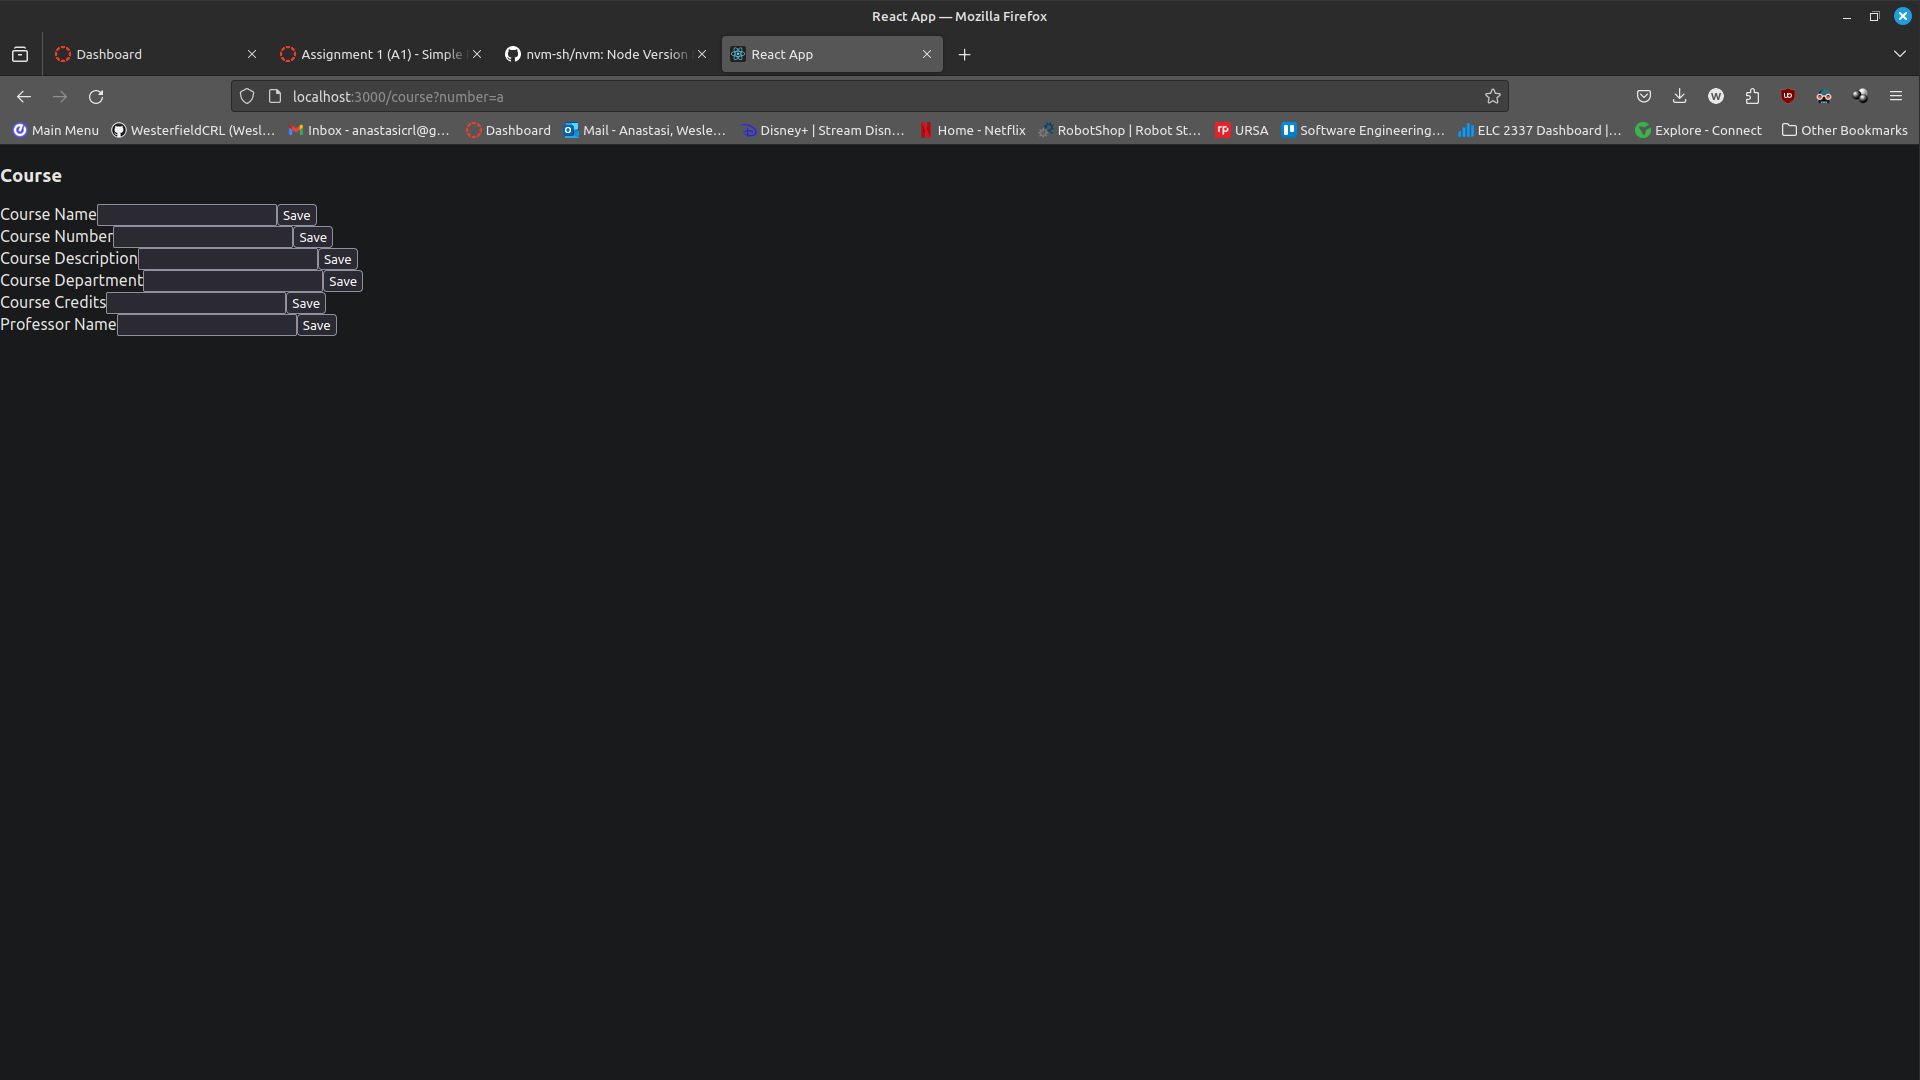 React App — Mozilla Firefox
Dashboard
Assignment 1 (A1) - Simple
nvm-sh/nvm: Node Version
React App
localhost:3000/course?number=a
Main Menu
WesterfieldCRL (Wesl...
Inbox - anastasicrl@g...
Dashboard
Mail - Anastasi, Wesle...
Disney+ | Stream Disn...
Home - Netflix
RobotShop | Robot St...
URSA
Software Engineering...
ELC 2337 Dashboard |...
Explore - Connect
Other Bookmarks
Course
Course Name Save
Course Number Save
Course Description Save
Course Department Save
Course Credits Save
Professor Name Save